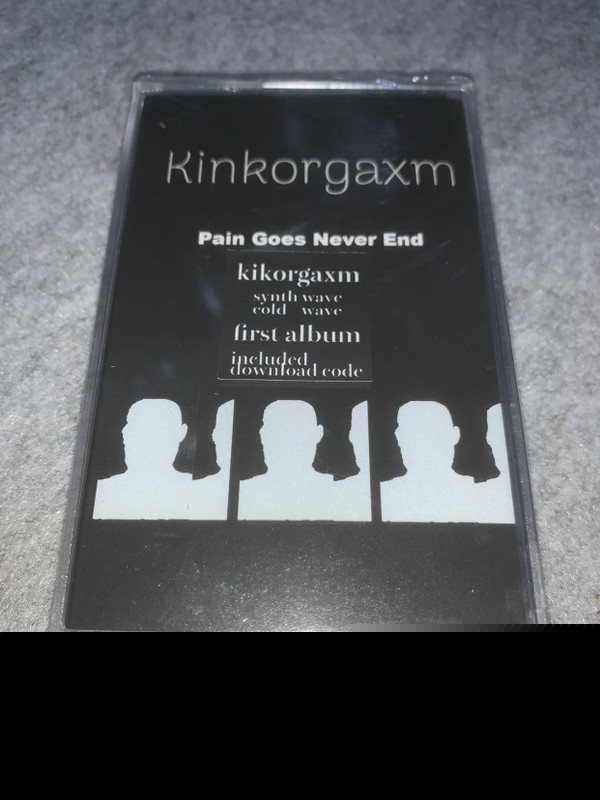 Kinkorgaxm
Pain Goes Never End
kikorgaxm
synth wave
cold wave
first album
included
download code